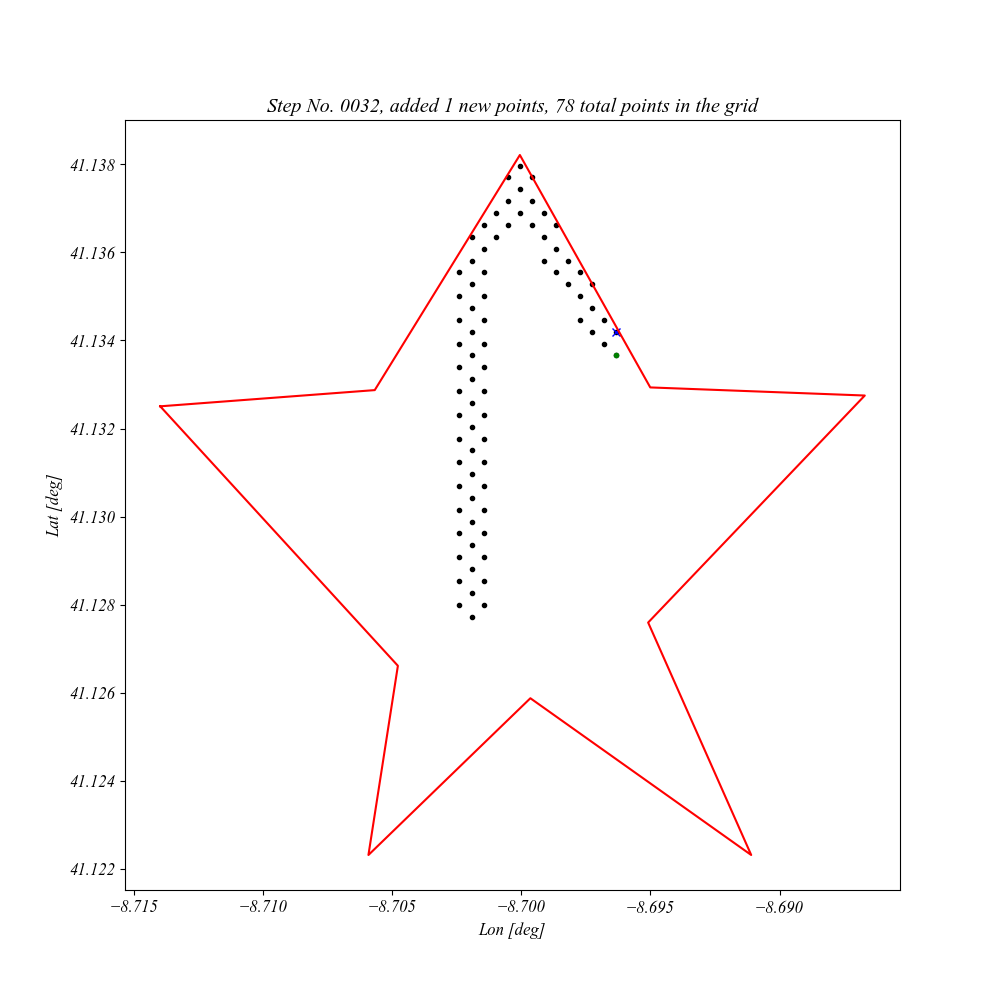 Step No. 0032, added 1 new points, 78 total points in the grid
41.138
41.136
41.134
41.132
41.130
41.128
41.126
41.124
41.122
Lat [deg]
−8.715 −8.710 −8.705 −8.700 −8.695 −8.690
Lon [deg]